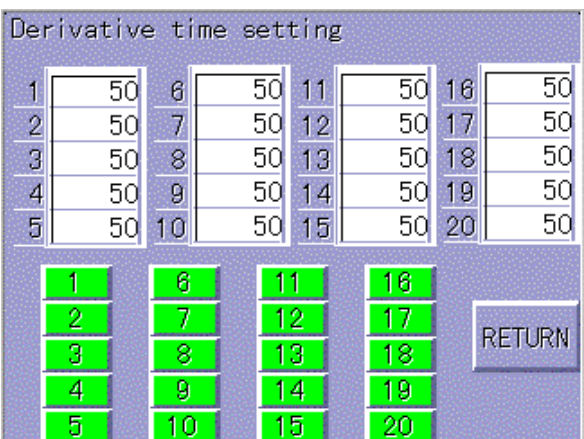 Derivative time setting
1 50 6 50 11 50 16 50
2 50 7 50 12 50 17 50
3 50 8 50 13 50 18 50
4 50 9 50 14 50 19 50
5 50 10 50 15 50 20 50
1 6 11 16
2 7 12 17
RETURN
3 8 13 18
4 9 14 19
5 10 15 20